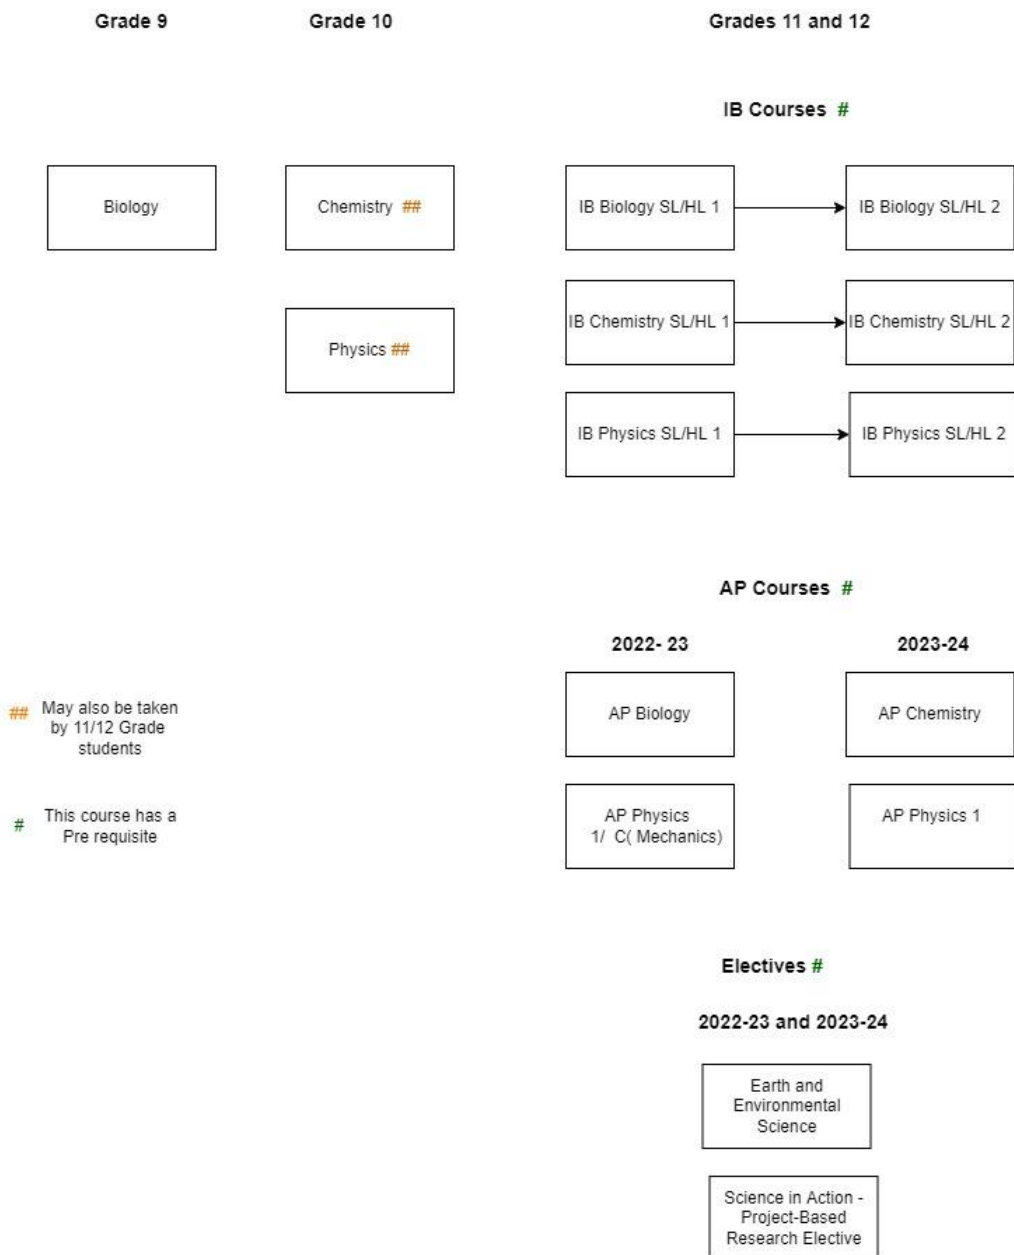 Grade 9
Grade 10
Grades 11 and 12
IB Courses #
Biology
Chemistry ##
IB Biology SL/HL 1
IB Biology SL/HL 2
Physics ##
IB Chemistry SL/HL 1
IB Chemistry SL/HL 2
IB Physics SL/HL 1
IB Physics SL/HL 2
AP Courses #
2022- 23
2023-24
AP Biology
AP Chemistry
AP Physics
1/ C( Mechanics)
AP Physics 1
## May also be taken
by 11/12 Grade
students
# This course has a
Pre requisite
Electives #
2022-23 and 2023-24
Earth and
Environmental
Science
Science in Action -
Project-Based
Research Elective